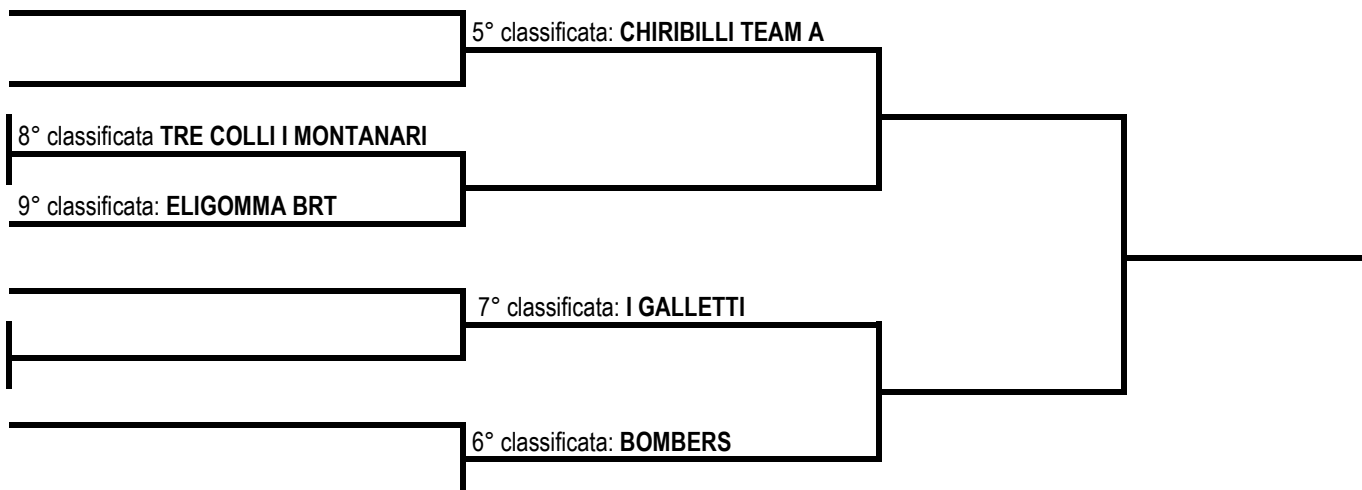 5° classificata: CHIRIBILLI TEAM A
8° classificata TRE COLLI I MONTANARI
9° classificata: ELIGOMMA BRT
7° classificata: I GALLETTI
6° classificata: BOMBERS